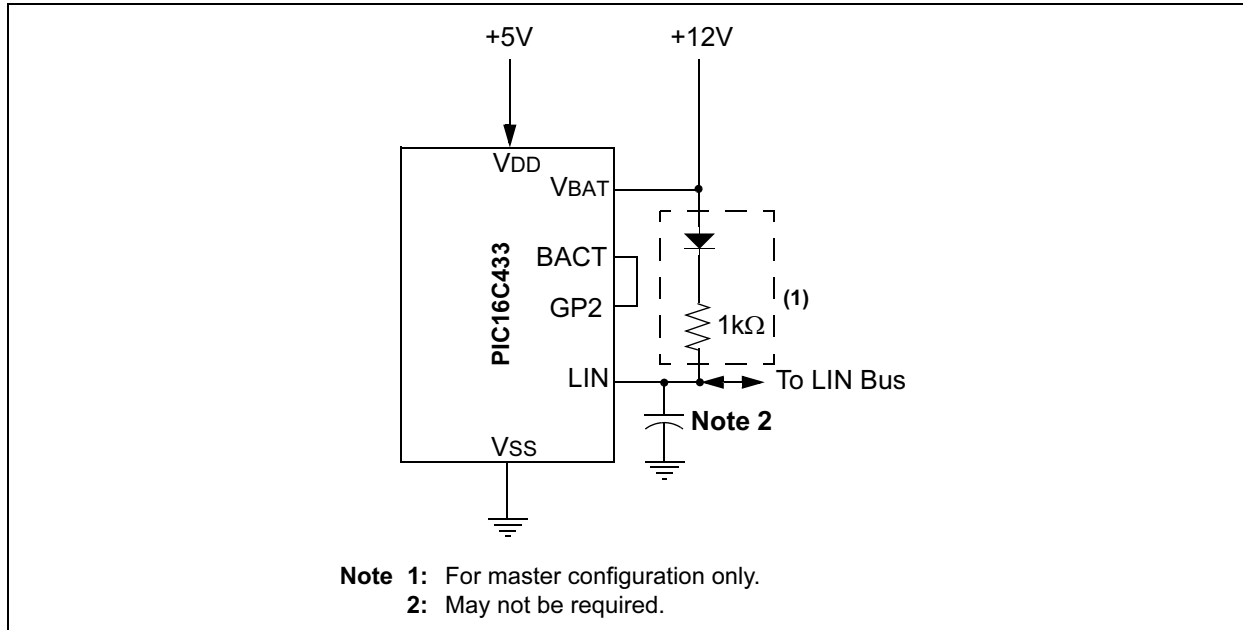 +5V
+12V
VDD
VBAT
BACT
PIC16C433
GP2
(1)
1kΩ
LIN
To LIN Bus
Note 2
VSS
Note 1: For master configuration only.
2: May not be required.